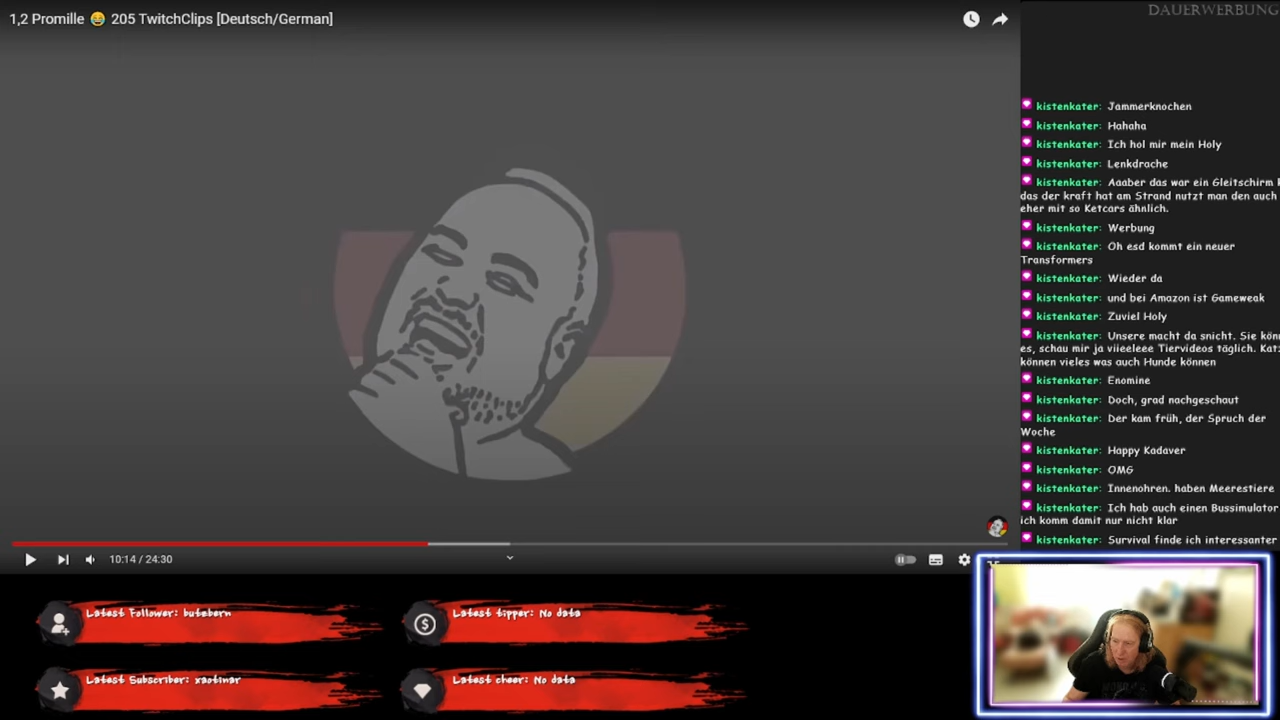 1,2 Promille 😂 205 TwitchClips [Deutsch/German]
DAUERWERBUNG
kistenkater: Jammerknochen
kistenkater: Hahaha
kistenkater: Ich hol mir mein Holy
kistenkater: Lenkdrache
kistenkater: Aaaber das war ein Gleitschirm
das der kraft hat am Strand nutzt man den auch
eher mit so Ketcars ähnlich.
kistenkater: Werbung
kistenkater: Oh esd kommt ein neuer
Transformers
kistenkater: Wieder da
kistenkater: und bei Amazon ist Gameweak
kistenkater: Zuviel Holy
kistenkater: Unsere macht da snicht. Sie kön
es, schau mir ja viieeleee Tiervideos täglich. Kat
können vieles was auch Hunde können
kistenkater: Enomine
kistenkater: Doch, grad nachgeschaut
kistenkater: Der kam früh, der Spruch der
Woche
kistenkater: Happy Kadaver
kistenkater: OMG
kistenkater: Innenohren. haben Meerestiere
kistenkater: Ich hab auch einen Bussimulator
ich komm damit nur nicht klar
kistenkater: Survival finde ich interessanter
10:14 / 24:30
Latest Follower: butebern
Latest tipper: No data
Latest Subscriber: xaotinar
Latest cheer: No data